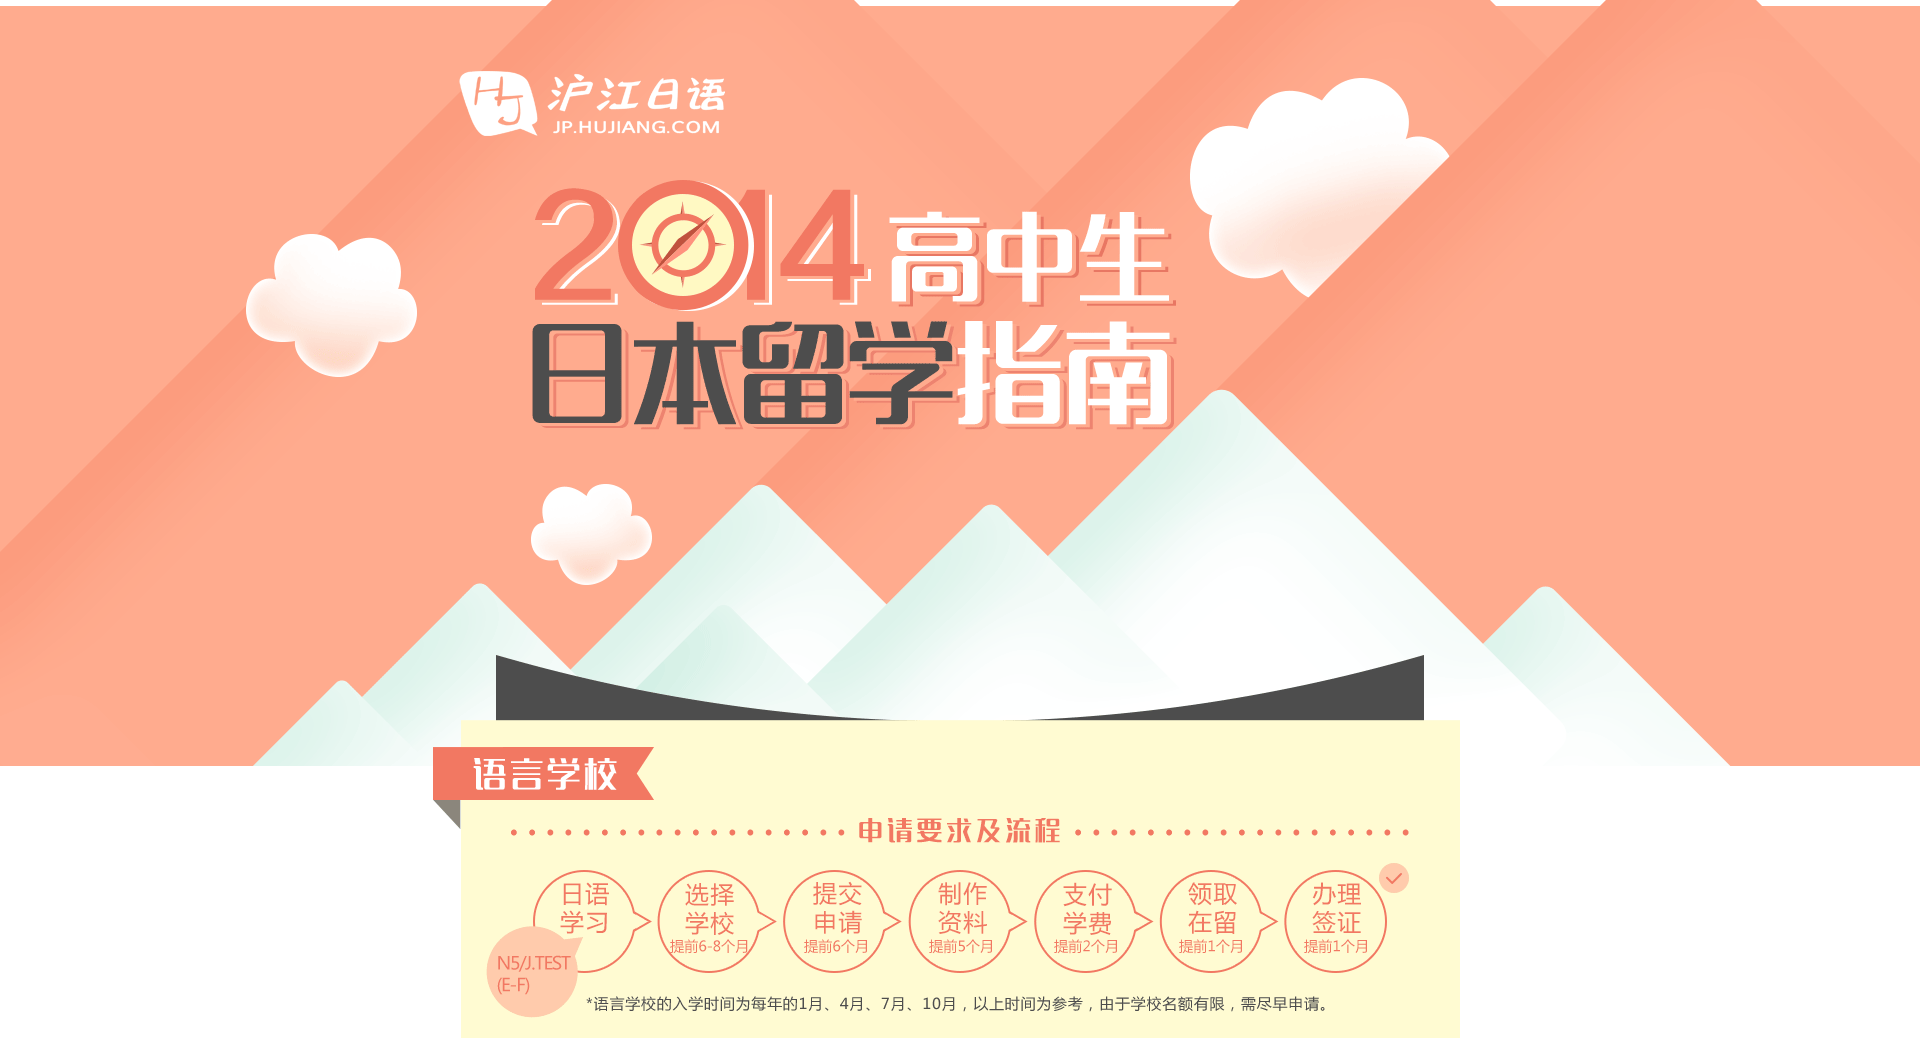 HJ 沪江日语
JP.HUJIANG.COM
2014 高中生
日本留学指南
语言学校
申请要求及流程
日语
学习
N5/J.TEST
(E-F)
选择
学校
提前6-8个月
提交
申请
提前6个月
制作
资料
提前5个月
支付
学费
提前2个月
领取
在留
提前1个月
办理
签证
提前1个月
*语言学校的入学时间为每年的1月、4月、7月、10月，以上时间为参考，由于学校名额有限，需尽早申请。